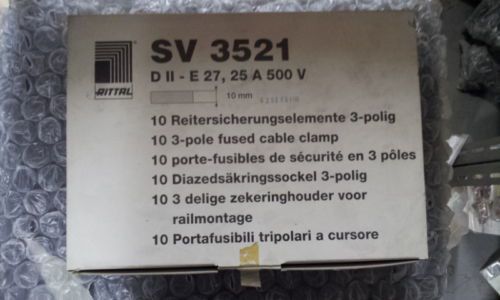 SV 3521
D II - E 27, 25 A 500 V
RITTAL
10 mm
10 Reitersicherungselemente 3-polig
10 3-pole fused cable clamp
10 porte-fusibles de sécurité en 3 pôles
10 Diazedsäkringssockel 3-polig
10 3 delige zekeringhouder voor
railmontage
10 Portafusibili tripolari a cursore